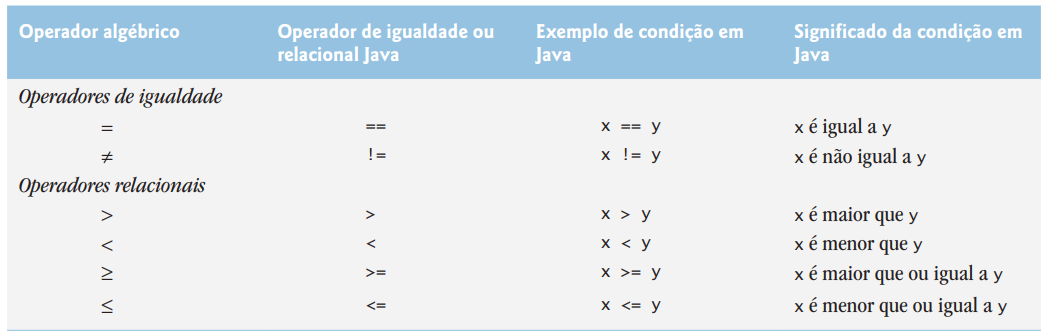 Operador algébrico Operador de igualdade ou relacional Java Exemplo de condição em Java Significado da condição em Java
Operadores de igualdade
= == x == y x é igual a y
≠ != x != y x é não igual a y
Operadores relacionais
> > x > y x é maior que y
< < x < y x é menor que y
≥ >= x >= y x é maior que ou igual a y
≤ <= x <= y x é menor que ou igual a y